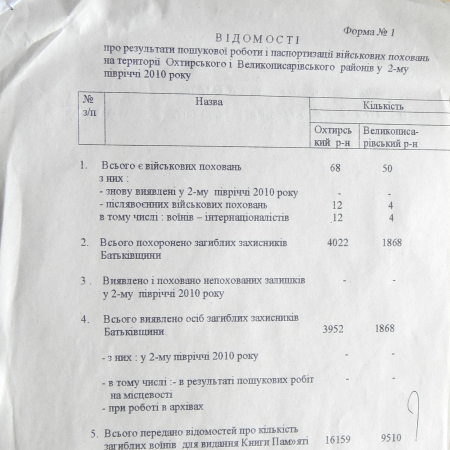 Форма № 1
В І Д О М О С Т І
про результати пошукової роботи і паспортизації військових поховань
на території Охтирського і Великописарівського районів у 2-му
півріччі 2010 року
№ з/п Назва Кількість
Охтирсь Великописа-
кий р-н рівський р-н
1. Всього є військових поховань 68 50
з них :
- знову виявлені у 2-му півріччі 2010 року - -
- післявоєнних військових поховань 12 4
в тому числі : воїнів – інтернаціоналістів 12 4
2. Всього похоронено загиблих захисників 4022 1868
Батьківщини
3 . Виявлено і поховано непохованих залишків - -
у 2-му півріччі 2010 року
4. Всього виявлено осіб загиблих захисників
Батьківщини 3952 1868
- з них : у 2-му півріччі 2010 року - -
- в тому числі :- в результаті пошукових робіт - -
на місцевості
- при роботі в архівах
5. Всього передано відомостей про кількість
загиблих воїнів для видання Книги Пам›яті 16159 9510